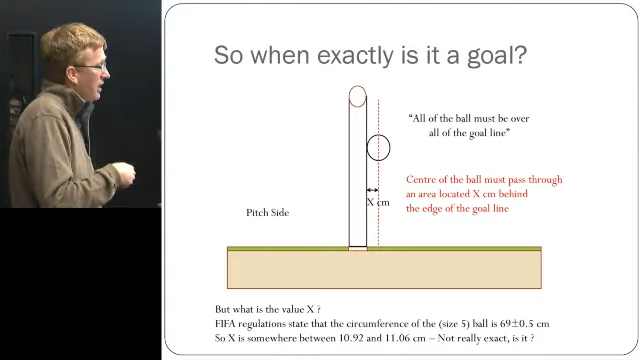 So when exactly is it a goal?
“All of the ball must be over
all of the goal line”
Centre of the ball must pass through
an area located X cm behind
the edge of the goal line
X cm
Pitch Side
But what is the value X ?
FIFA regulations state that the circumference of the (size 5) ball is 69±0.5 cm
So X is somewhere between 10.92 and 11.06 cm – Not really exact, is it ?